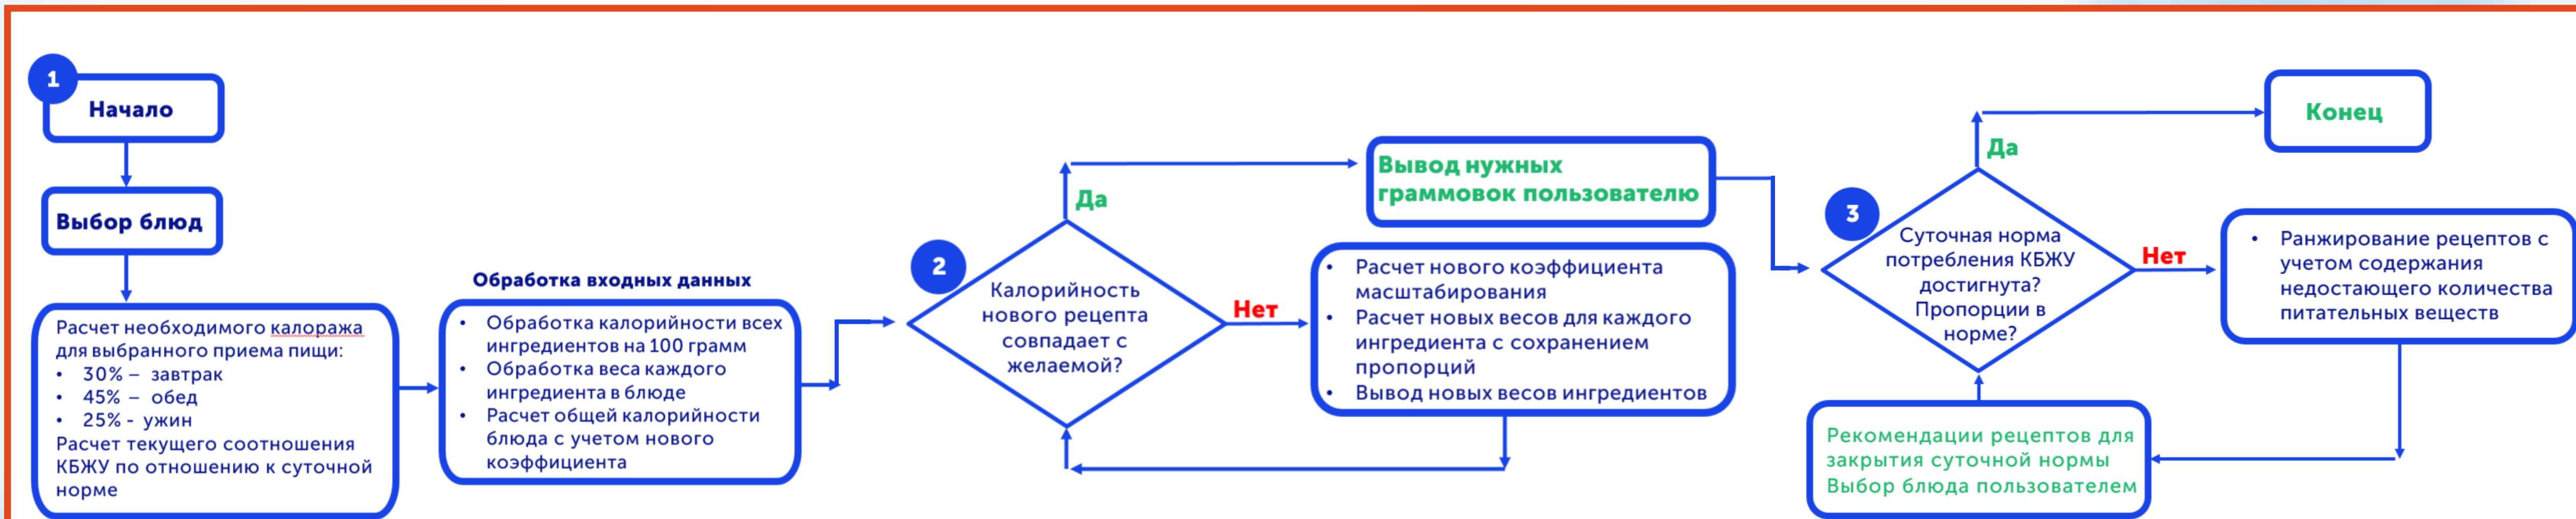 1
Начало
Выбор блюд
Расчет необходимого калоража
для выбранного приема пищи:
• 30% – завтрак
• 45% – обед
• 25% - ужин
Расчет текущего соотношения
КБЖУ по отношению к суточной
норме
Обработка входных данных
• Обработка калорийности всех
ингредиентов на 100 грамм
• Обработка веса каждого
ингредиента в блюде
• Расчет общей калорийности
блюда с учетом нового
коэффициента
2
Калорийность
нового рецепта
совпадает с
желаемой?
Да
Нет
Вывод нужных
граммовок пользователю
• Расчет нового коэффициента
масштабирования
• Расчет новых весов для каждого
ингредиента с сохранением
пропорций
• Вывод новых весов ингредиентов
3
Суточная норма
потребления КБЖУ
достигнута?
Пропорции в
норме?
Да
Нет
Конец
• Ранжирование рецептов с
учетом содержания
недостающего количества
питательных веществ
Рекомендации рецептов для
закрытия суточной нормы
Выбор блюда пользователем